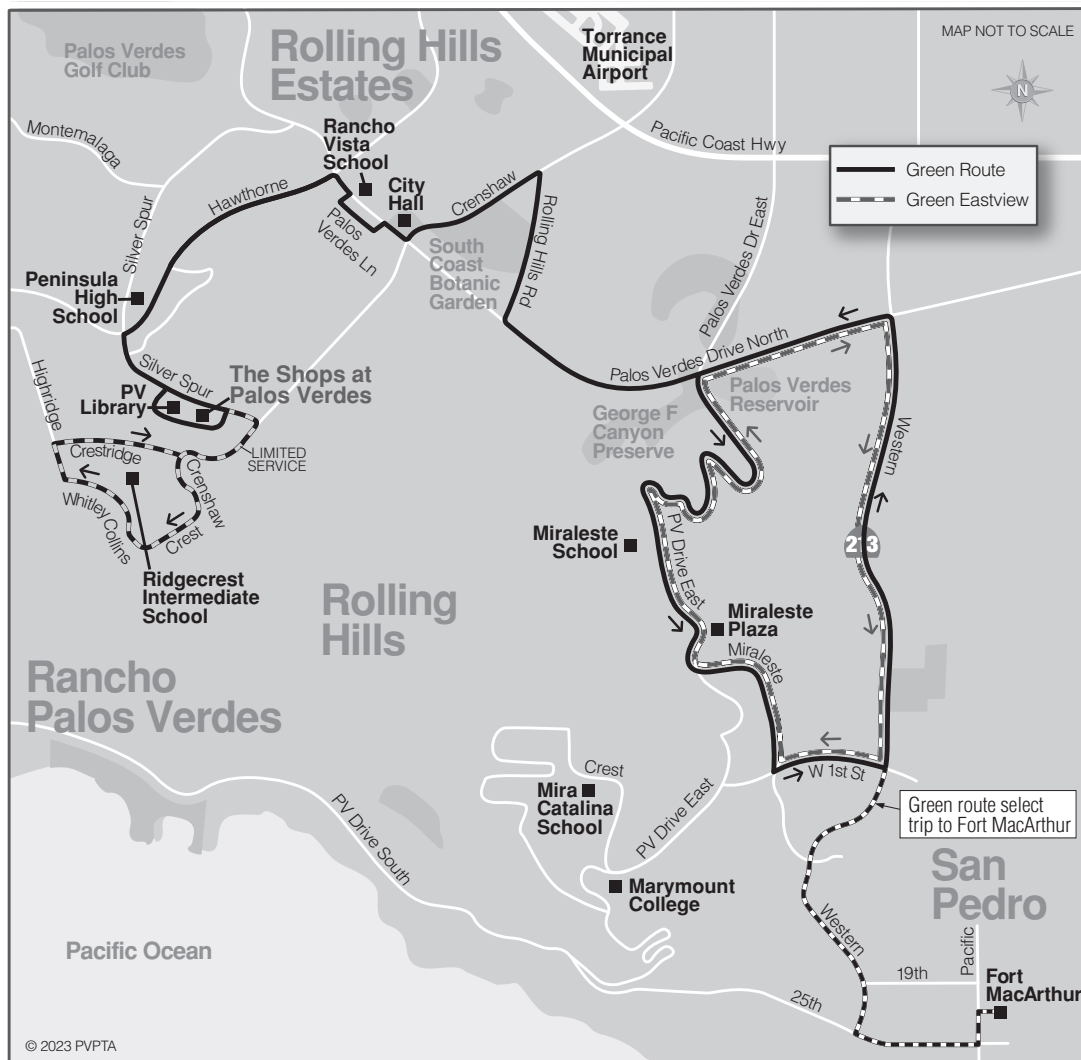 MAP NOT TO SCALE
N
Palos Verdes
Golf Club
Rolling Hills
Estates
Torrance
Municipal
Airport
Montemalaga
Rancho
Vista
School
City
Hall
Pacific Coast Hwy
Green Route
Green Eastview
Hawthorne
Crenshaw
Palos
Verdes Ln
Silver Spur
Rolling Hills Rd
South
Coast
Botanic
Garden
Palos Verdes Dr East
Peninsula
High
School
Silver Spur
Palos Verdes Drive North
Highridge
PV
Library
The Shops at
Palos Verdes
Palos Verdes
Reservoir
George F
Canyon
Preserve
Western
LIMITED
SERVICE
Crestridge
Crenshaw
Whitley Collins
Crest
Ridgecrest
Intermediate
School
Miraleste
School
PV Drive East
213
Rolling
Hills
Miraleste
Plaza
Miraleste
Rancho
Palos Verdes
W 1st St
Crest
Mira
Catalina
School
PV Drive East
Green route select
trip to Fort MacArthur
PV Drive South
San
Pedro
Marymount
College
Western
Pacific Ocean
Pacific
19th
Fort
MacArthur
25th
© 2023 PVPTA